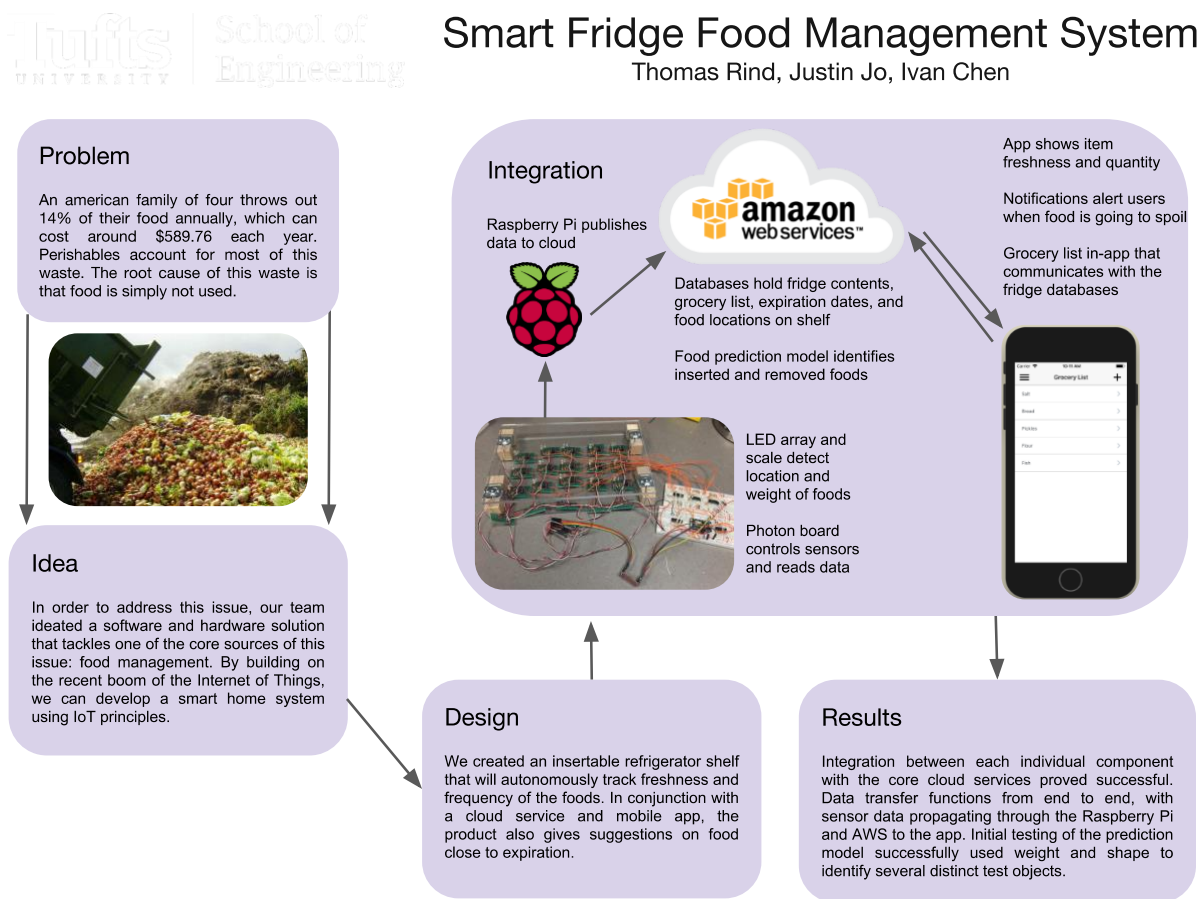 Tufts
UNIVERSITY
School of
Engineering
Smart Fridge Food Management System
Thomas Rind, Justin Jo, Ivan Chen
Problem
An american family of four throws out
14% of their food annually, which can
cost around $589.76 each year.
Perishables account for most of this
waste. The root cause of this waste is
that food is simply not used.
Idea
In order to address this issue, our team
ideated a software and hardware solution
that tackles one of the core sources of this
issue: food management. By building on
the recent boom of the Internet of Things,
we can develop a smart home system
using IoT principles.
Design
We created an insertable refrigerator shelf
that will autonomously track freshness and
frequency of the foods. In conjunction with
a cloud service and mobile app, the
product also gives suggestions on food
close to expiration.
Integration
Raspberry Pi publishes
data to cloud
amazon
web services™
Databases hold fridge contents,
grocery list, expiration dates, and
food locations on shelf
Food prediction model identifies
inserted and removed foods
LED array and
scale detect
location and
weight of foods
Photon board
controls sensors
and reads data
App shows item
freshness and quantity
Notifications alert users
when food is going to spoil
Grocery list in-app that
communicates with the
fridge databases
Carrier
Grocery List
+
Salt
Bread
Pickles
Flour
Results
Integration between each individual component
with the core cloud services proved successful.
Data transfer functions from end to end, with
sensor data propagating through the Raspberry Pi
and AWS to the app. Initial testing of the prediction
model successfully used weight and shape to
identify several distinct test objects.